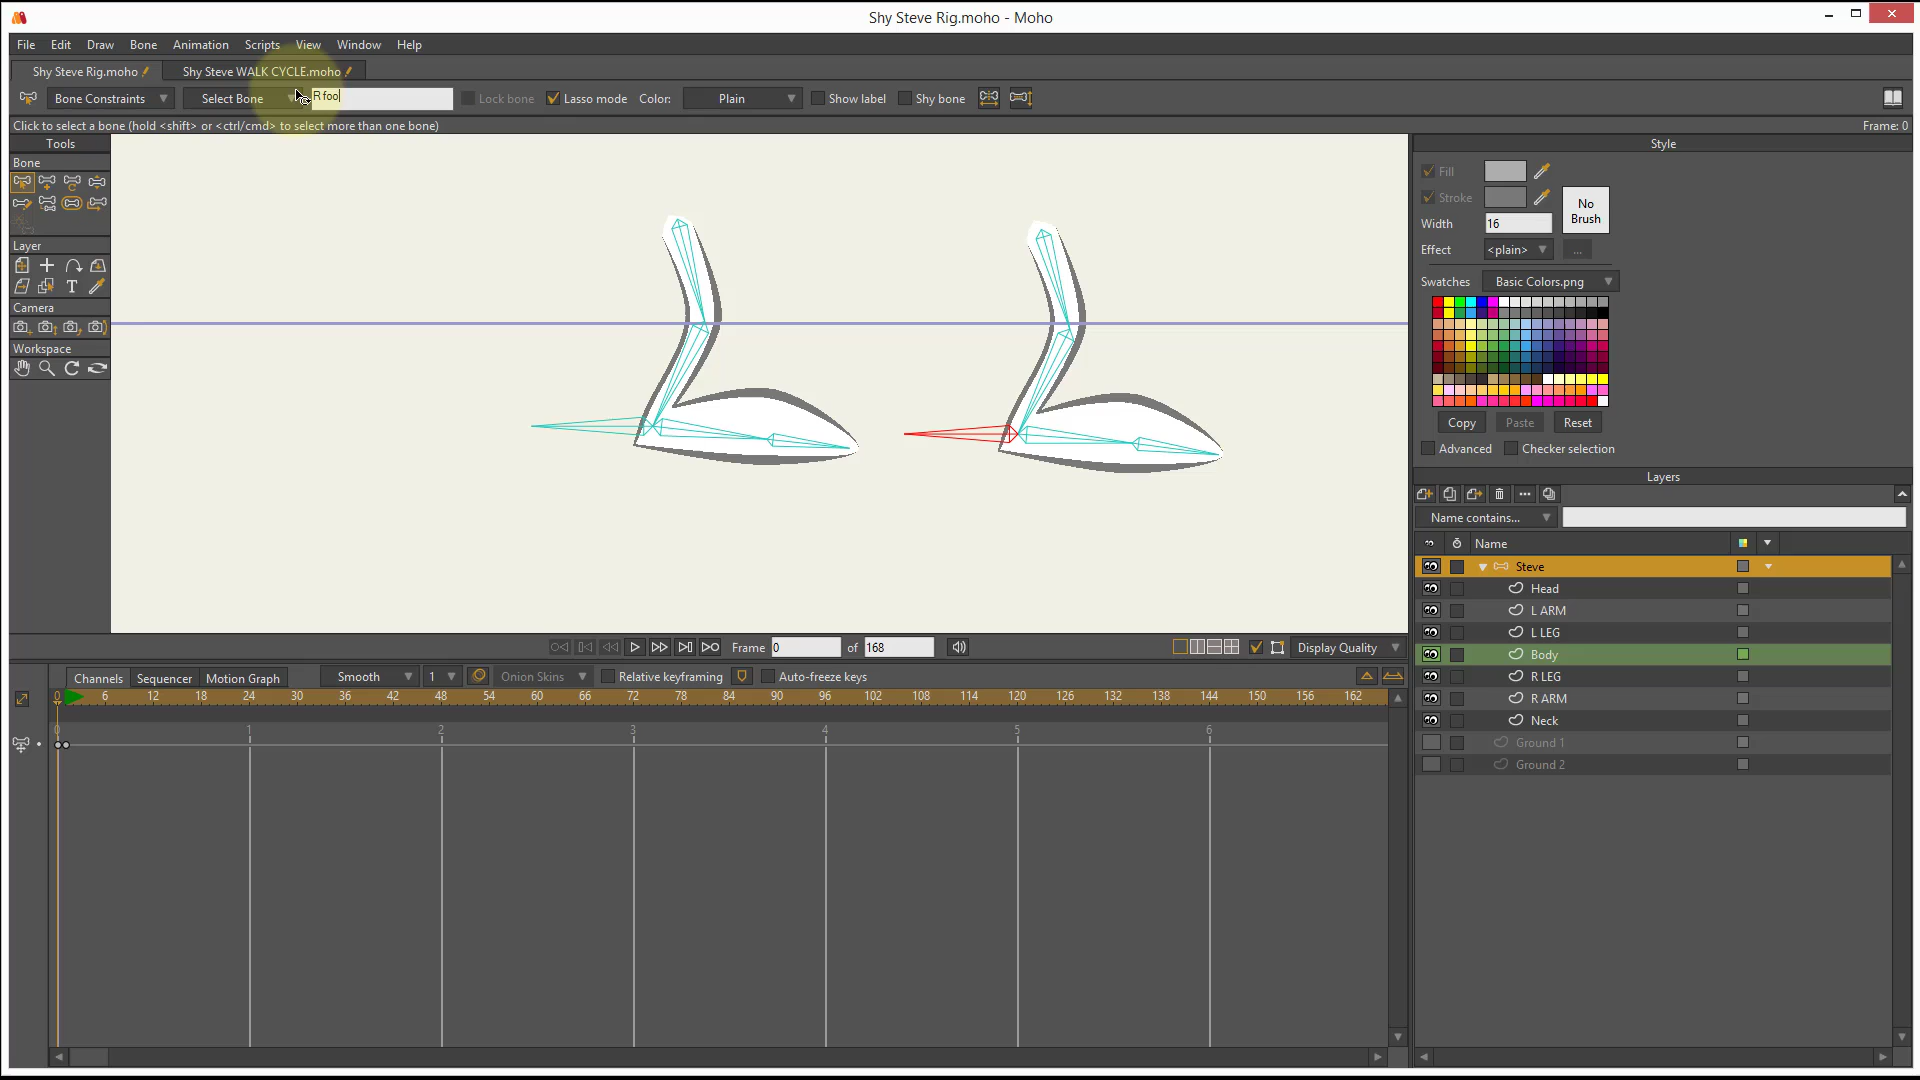 Shy Steve Rig.moho - Moho
File Edit Draw Bone Animation Scripts View Window Help
Shy Steve Rig.moho Shy Steve WALK CYCLE.moho
Bone Constraints Select Bone R foo Lock bone Lasso mode Color: Plain Show label Shy bone
Click to select a bone (hold <shift> or <ctrl/cmd> to select more than one bone) Frame: 0
Tools
Bone
Layer
T
Camera
Workspace
Style
Fill
Stroke
No Brush
Width 16
Effect <plain> ...
Swatches Basic Colors.png
Copy Paste Reset
Advanced Checker selection
Layers
Name contains...
Name
Steve
Head
L ARM
L LEG
Body
R LEG
R ARM
Neck
Ground 1
Ground 2
Frame 0 of 168 Display Quality
Channels Sequencer Motion Graph Smooth 1 Onion Skins Relative keyframing Auto-freeze keys
0 6 12 18 24 30 36 42 48 54 60 66 72 78 84 90 96 102 108 114 120 126 132 138 144 150 156 162
0 1 2 3 4 5 6